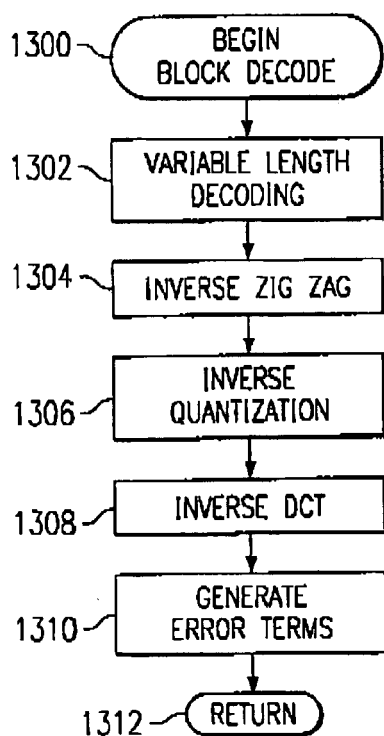 1300
BEGIN
BLOCK DECODE
1302
VARIABLE LENGTH
DECODING
1304
INVERSE ZIG ZAG
1306
INVERSE
QUANTIZATION
1308
INVERSE DCT
1310
GENERATE
ERROR TERMS
1312
RETURN